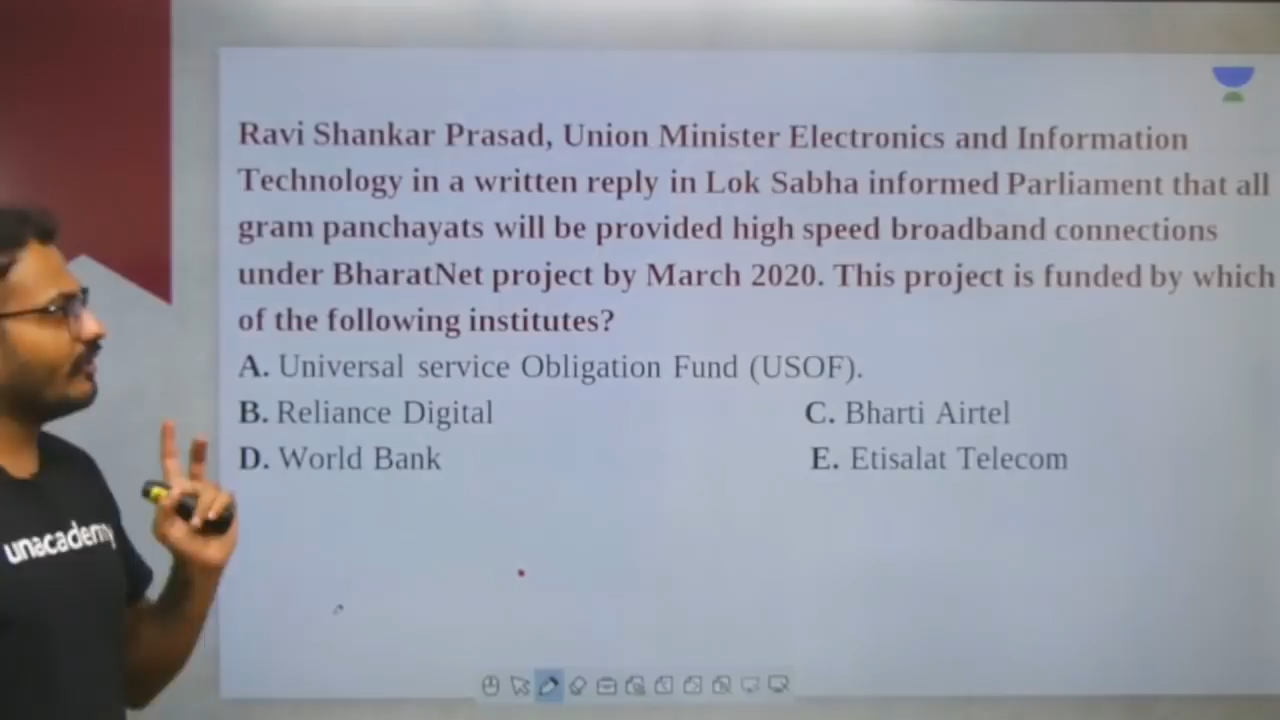 Ravi Shankar Prasad, Union Minister Electronics and Information
Technology in a written reply in Lok Sabha informed Parliament that all
gram panchayats will be provided high speed broadband connections
under BharatNet project by March 2020. This project is funded by which
of the following institutes?
A. Universal service Obligation Fund (USOF).
B. Reliance Digital C. Bharti Airtel
D. World Bank E. Etisalat Telecom
unacademy